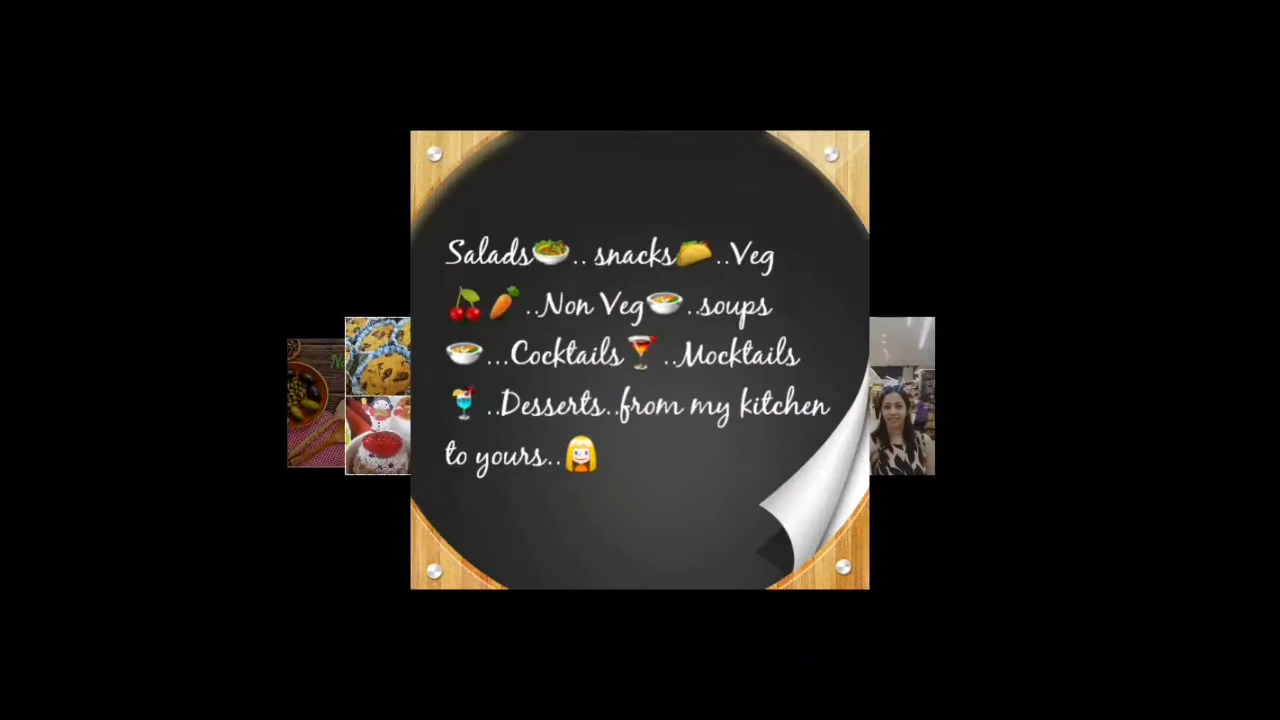 Salads🥗.. snacks🌮..Veg
🍒🥕..Non Veg🍲..soups
🍲...Cocktails🍹..Mocktails
🍹..Desserts..from my kitchen
to yours..👧